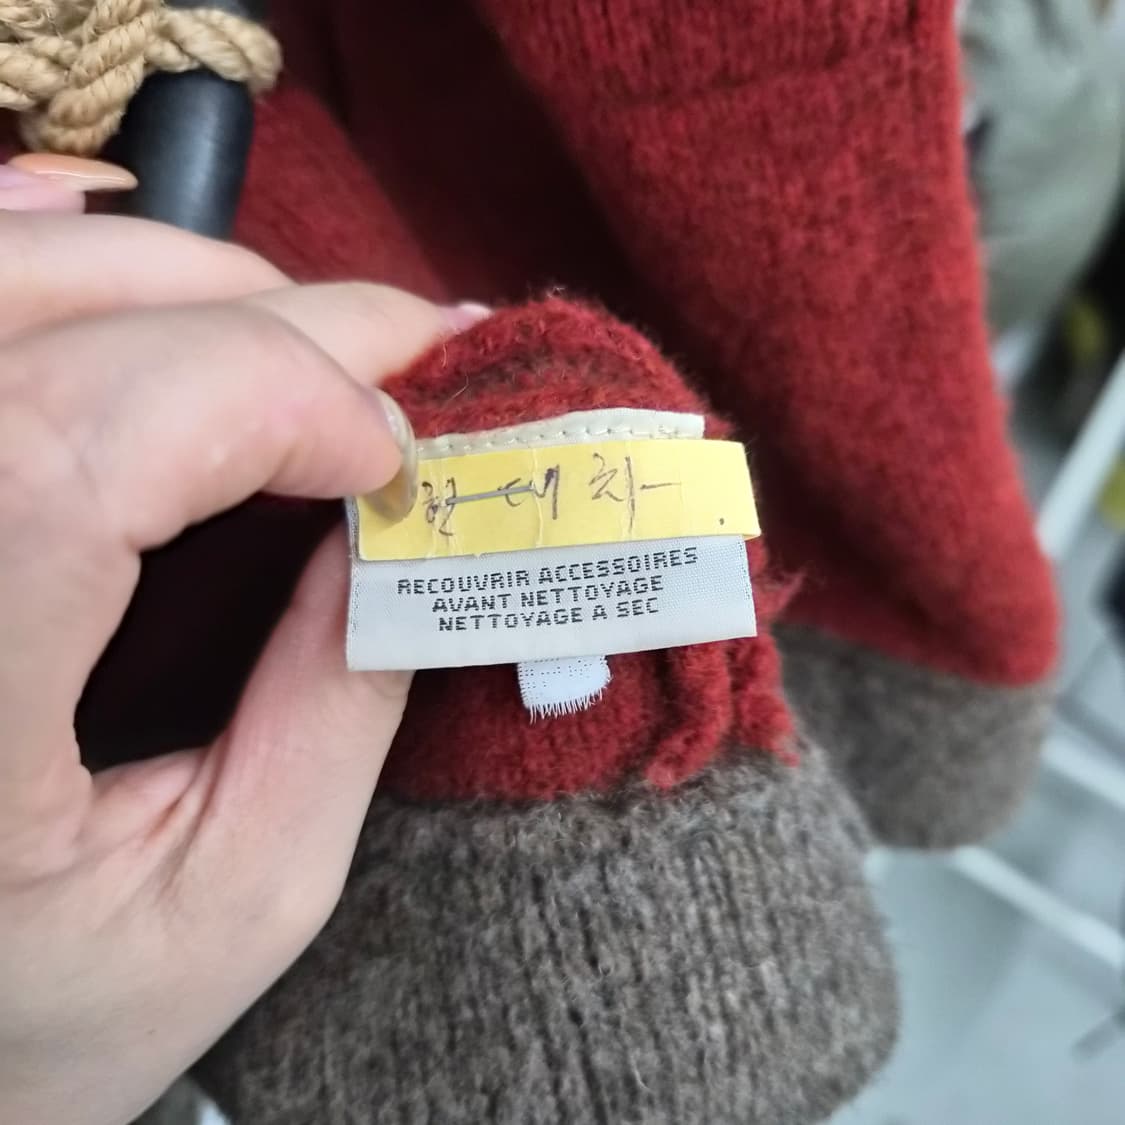 RECOUVRIR ACCESSOIRES
AVANT NETTOYAGE
NETTOYAGE A SEC